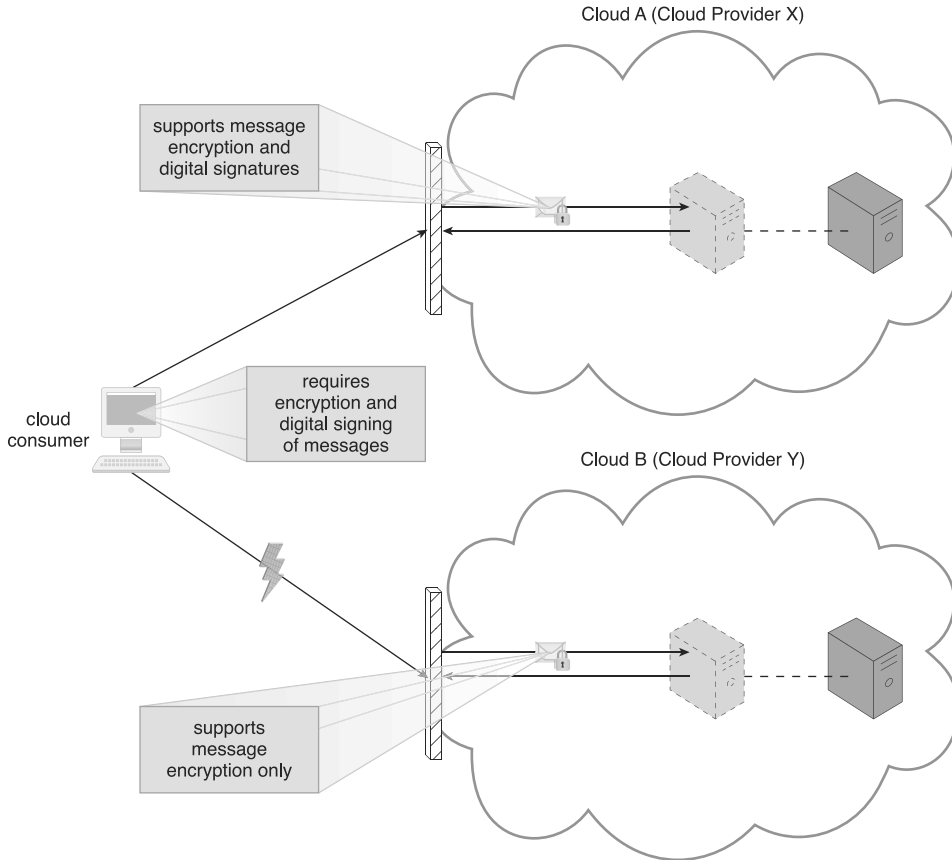 Cloud A (Cloud Provider X)
supports message
encryption and
digital signatures
requires
encryption and
digital signing
of messages
cloud
consumer
Cloud B (Cloud Provider Y)
supports
message
encryption only